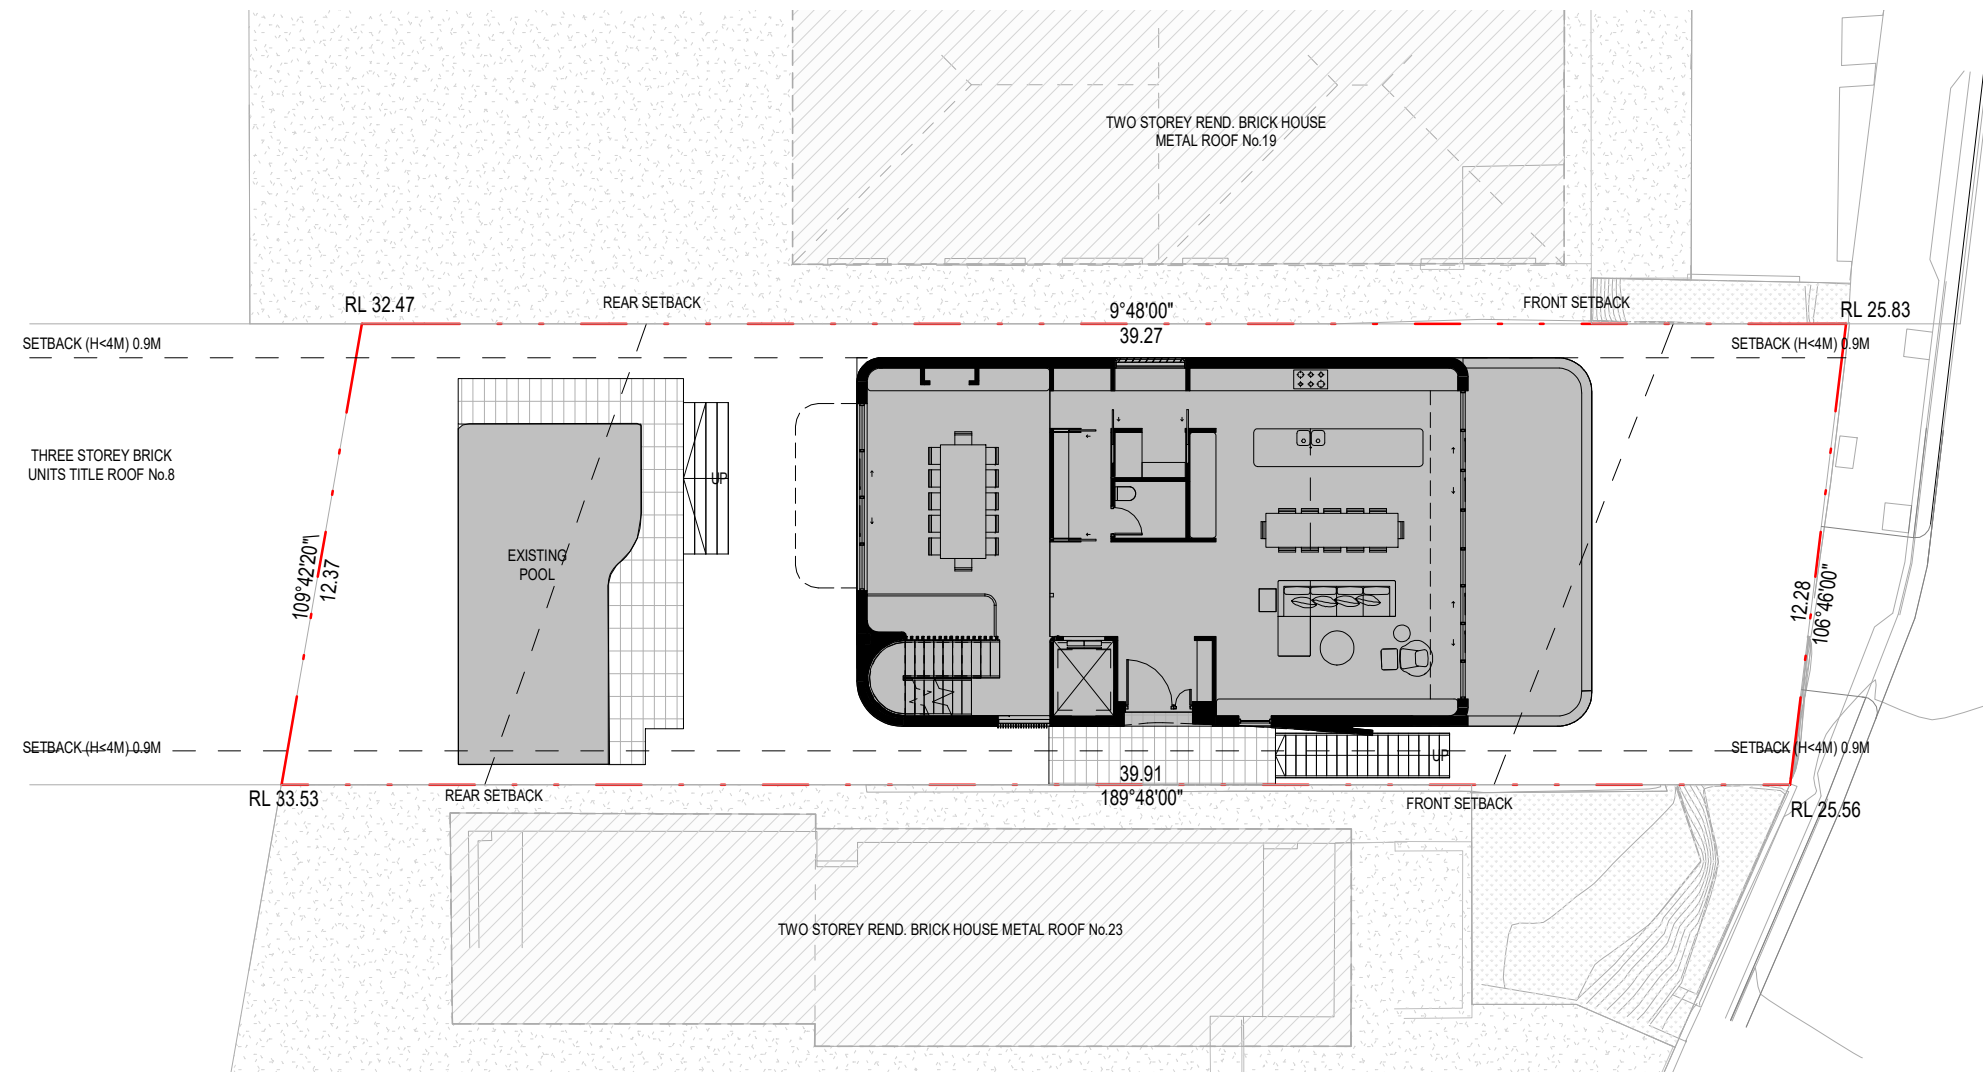 TWO STOREY REND. BRICK HOUSE
METAL ROOF No.19
RL 32.47
REAR SETBACK
9°48'00"
FRONT SETBACK
RL 25.83
39.27
SETBACK (H<4M) 0.9M
SETBACK (H<4M) 0.9M
THREE STOREY BRICK
UNITS TITLE ROOF No.8
UP
EXISTING
POOL
109°42'20"
12.37
12.28
106°46'00"
SETBACK (H<4M) 0.9M
SETBACK (H<4M) 0.9M
UP
39.91
RL 33.53
REAR SETBACK
189°48'00"
FRONT SETBACK
RL 25.56
TWO STOREY REND. BRICK HOUSE METAL ROOF No.23